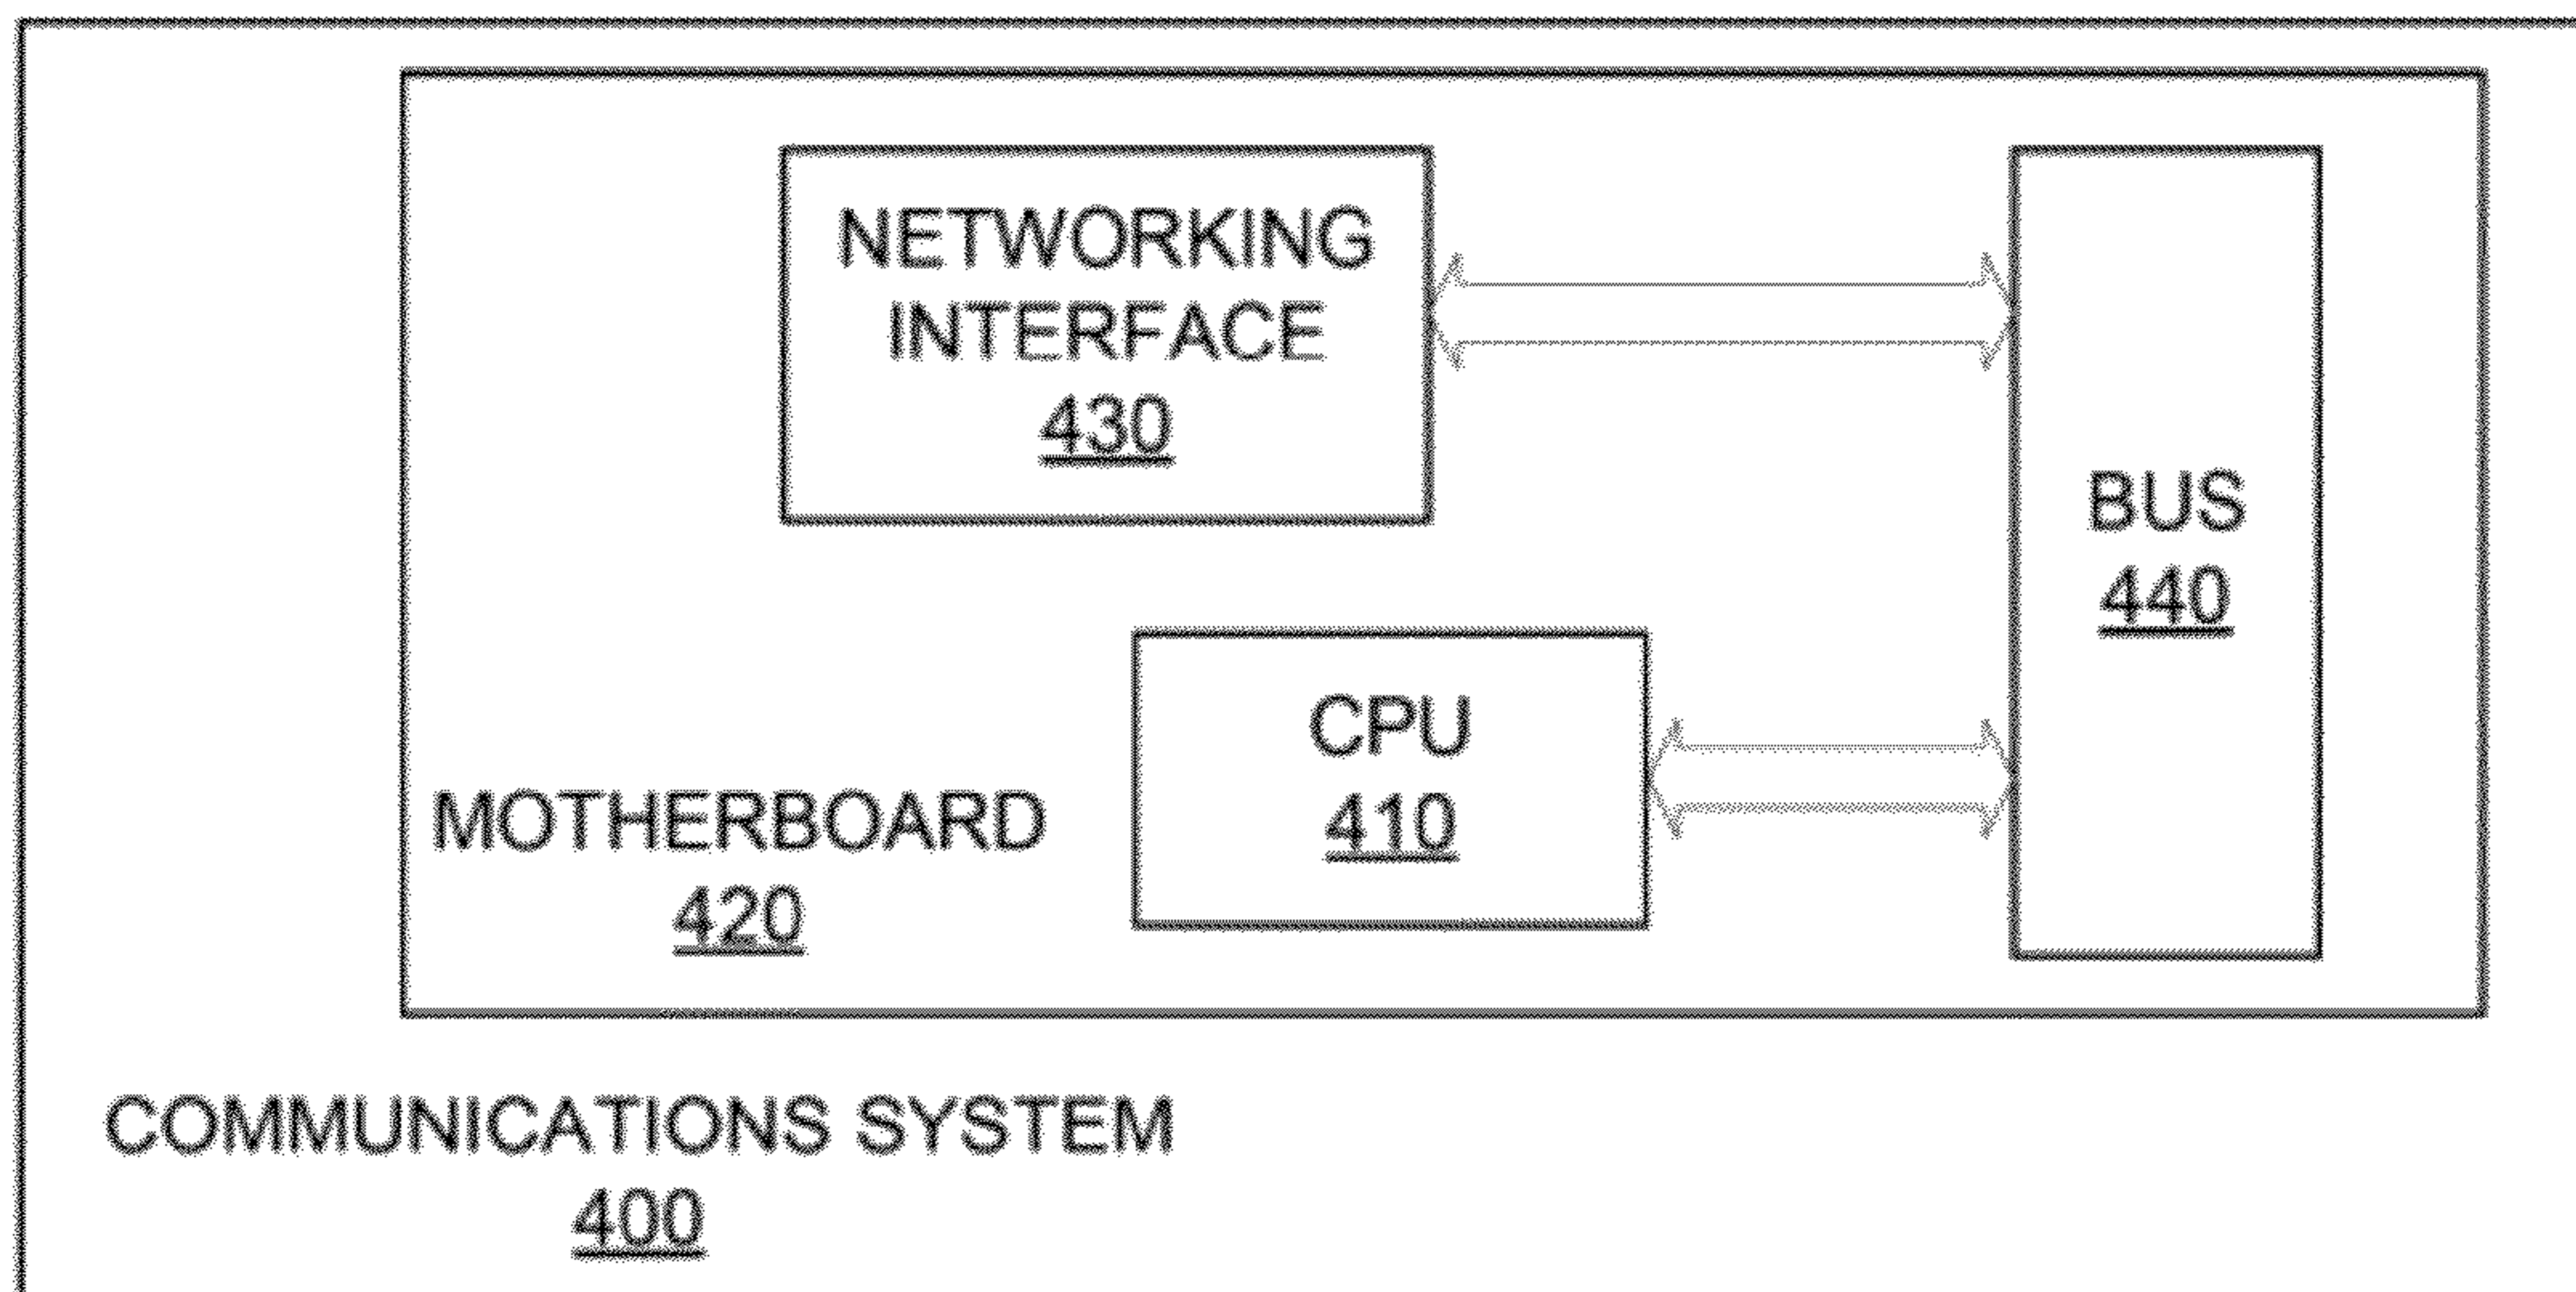 NETWORKING
INTERFACE
430
BUS
440
CPU
410
MOTHERBOARD
420
COMMUNICATIONS SYSTEM
400